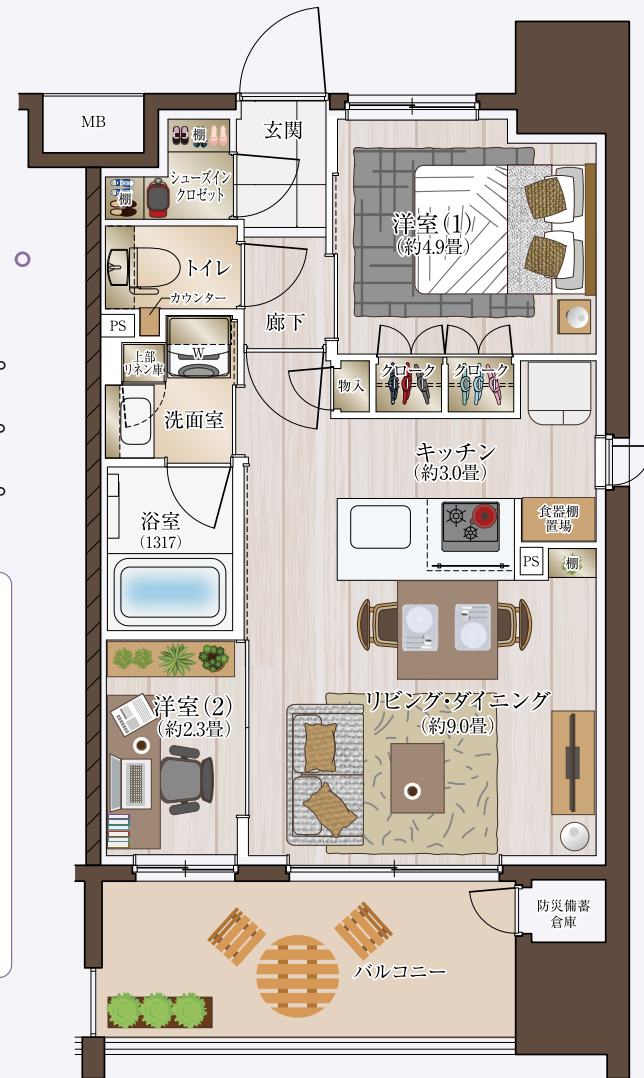 MB
棚
玄関
シューズイン
クロゼット
棚
洋室(1)
(約4.9畳)
トイレ
カウンター
PS
廊下
上部
リネン庫
W
物入
クローク
クローク
洗面室
キッチン
(約3.0畳)
浴室
(1317)
食器棚
置場
PS
棚
洋室(2)
(約2.3畳)
リビング・ダイニング
(約9.0畳)
防災備蓄
倉庫
バルコニー